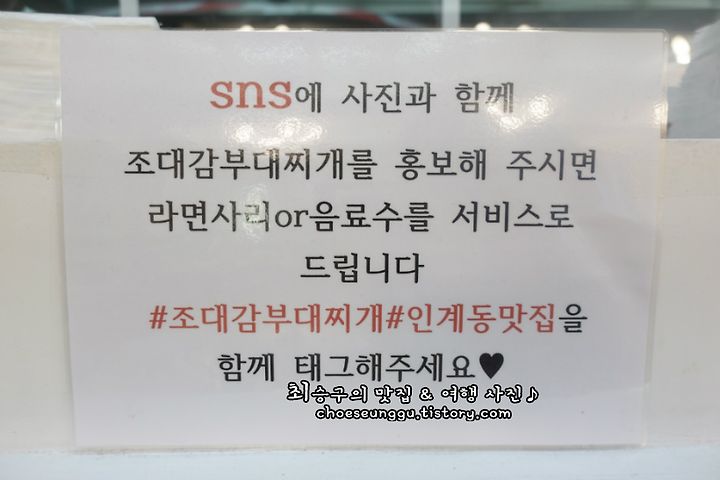 sns에 사진과 함께
조대감부대찌개를 홍보해 주시면
라면사리or음료수를 서비스로
드립니다
#조대감부대찌개#인계동맛집을
함께 태그해주세요♥
최승구의 맛집 & 여행 사진♪
choeseunggu.tistory.com